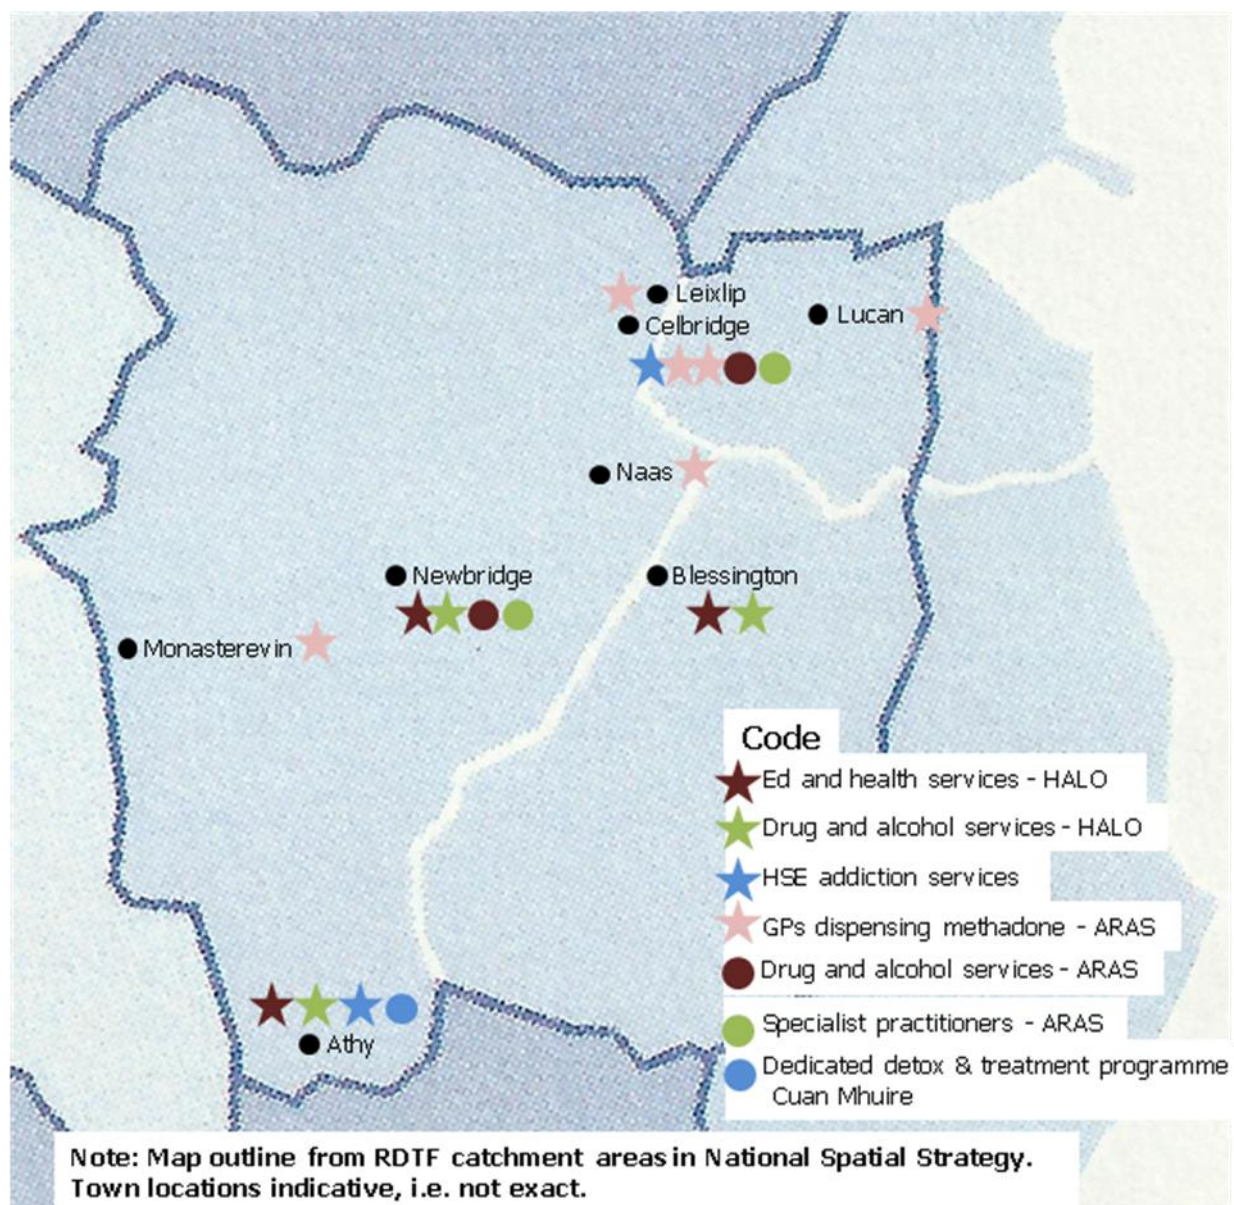 Leixlip
Celbridge
Lucan
Naas
Newbridge
Blessington
Monasterevin
Code
Ed and health services - HALO
Drug and alcohol services - HALO
HSE addiction services
GPs dispensing methadone - ARAS
Drug and alcohol services - ARAS
Specialist practitioners - ARAS
Athy
Dedicated detox & treatment programme
Cuan Mhuire
Note: Map outline from RDTF catchment areas in National Spatial Strategy.
Town locations indicative, i.e. not exact.